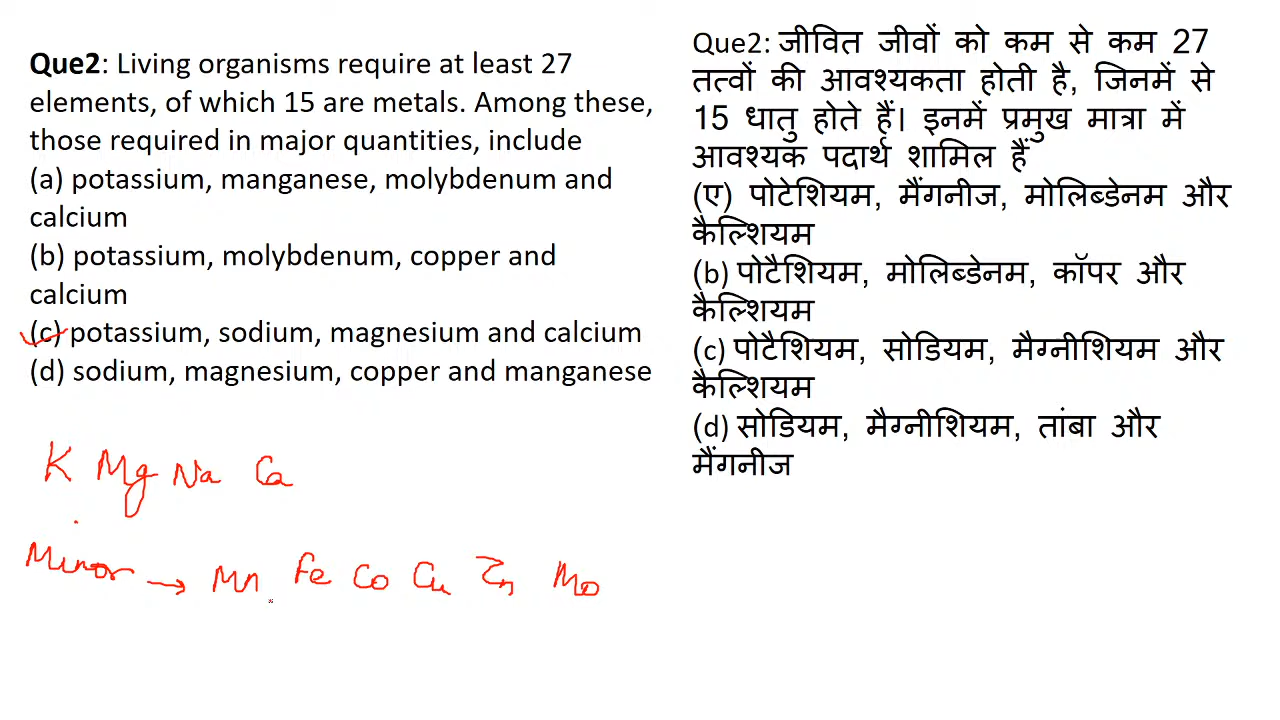 Que2: Living organisms require at least 27
elements, of which 15 are metals. Among these,
those required in major quantities, include
(a) potassium, manganese, molybdenum and
calcium
(b) potassium, molybdenum, copper and
calcium
(c) potassium, sodium, magnesium and calcium
(d) sodium, magnesium, copper and manganese
K Mg Na Ca
Minor → Mn Fe Co Cu Zn Mo
Que2: जीवित जीवों को कम से कम 27
तत्वों की आवश्यकता होती है, जिनमें से
15 धातु होते हैं। इनमें प्रमुख मात्रा में
आवश्यक पदार्थ शामिल हैं
(ए) पोटेशियम, मैंगनीज, मोलिब्डेनम और
कैल्शियम
(b) पोटैशियम, मोलिब्डेनम, कॉपर और
कैल्शियम
(c) पोटैशियम, सोडियम, मैग्नीशियम और
कैल्शियम
(d) सोडियम, मैग्नीशियम, तांबा और
मैंगनीज